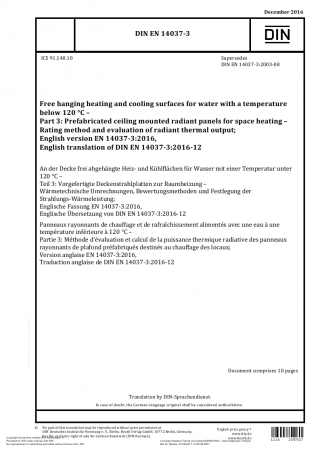 December 2016
DIN EN 14037-3
DIN
ICS 91.140.10
Supersedes
DIN EN 14037-3:2003-08
Free hanging heating and cooling surfaces for water with a temperature
below 120 °C –
Part 3: Prefabricated ceiling mounted radiant panels for space heating –
Rating method and evaluation of radiant thermal output;
English version EN 14037-3:2016,
English translation of DIN EN 14037-3:2016-12
An der Decke frei abgehängte Heiz- und Kühlflächen für Wasser mit einer Temperatur unter
120 °C –
Teil 3: Vorgefertigte Deckenstrahlplatten zur Raumheizung –
Wärmetechnische Umrechnungen, Bewertungsmethoden und Festlegung der
Strahlungs-Wärmeleistung;
Englische Fassung EN 14037-3:2016,
Englische Übersetzung von DIN EN 14037-3:2016-12
Panneaux rayonnants de chauffage et de rafraîchissement alimentés avec une eau à une
température inférieure à 120 °C –
Partie 3: Méthode d'évaluation et calcul de la puissance thermique radiative des panneaux
rayonnants de plafond préfabriqués destinés au chauffage des locaux;
Version anglaise EN 14037-3:2016,
Traduction anglaise de DIN EN 14037-3:2016-12
Document comprises 10 pages
Translation by DIN-Sprachendienst.
In case of doubt, the German-language original shall be considered authoritative.
© No part of this translation may be reproduced without prior permission of
DIN Deutsches Institut für Normung e. V., Berlin. Beuth Verlag GmbH, 10772 Berlin, Germany,
has the exclusive right of sale for German Standards (DIN-Normen).
English price group
www.din.de
www.beuth.de